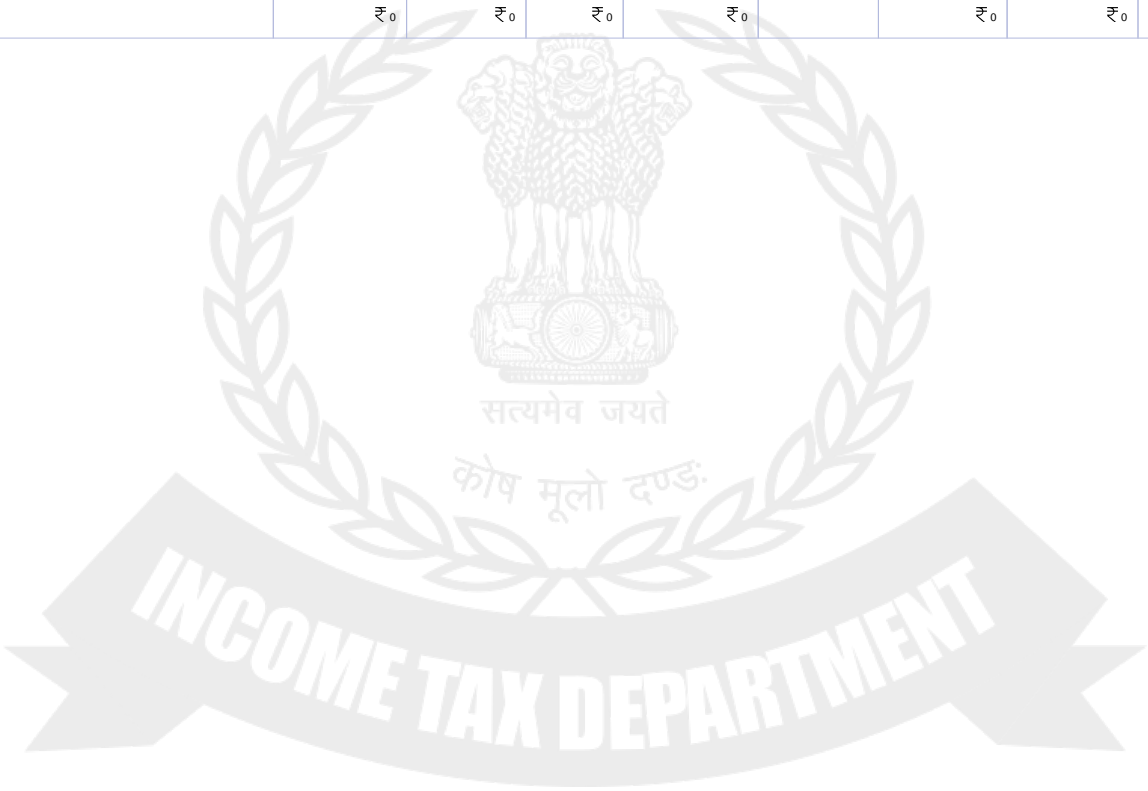 ₹ 0 ₹ 0 ₹ 0 ₹ 0 ₹ 0 ₹ 0
सत्यमेव जयते
कोष मूलो दण्डः
INCOME TAX DEPARTMENT